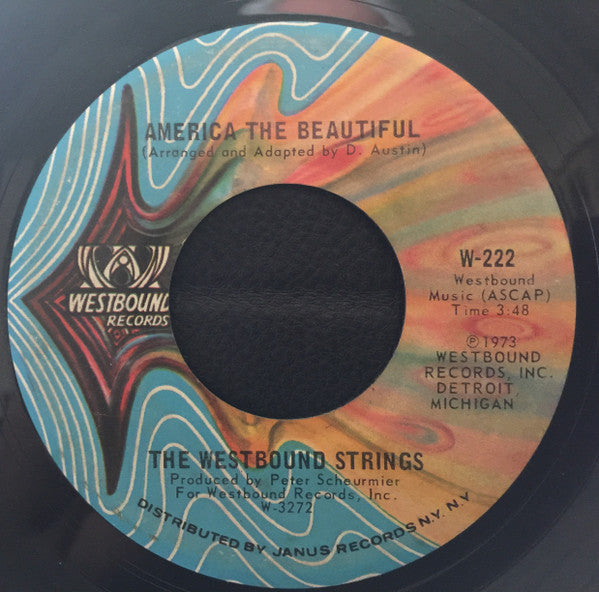 AMERICA THE BEAUTIFUL
(Arranged and Adapted by D. Austin)
WESTBOUND
RECORDS
W-222
Westbound
Music (ASCAP)
Time 3:48
℗1973
WESTBOUND
RECORDS, INC.
DETROIT,
MICHIGAN
THE WESTBOUND STRINGS
Produced by Peter Scheurmier
For Westbound Records, Inc.
W-3272
DISTRIBUTED BY JANUS RECORDS N.Y. N.Y